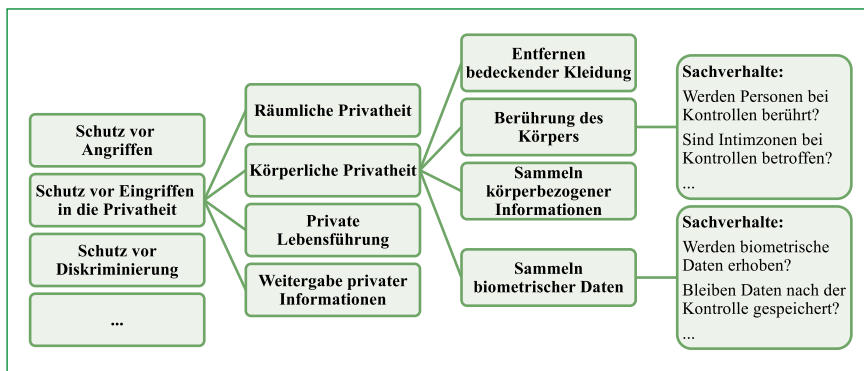 Schutz vor
Angriffen
Schutz vor Eingriffen
in die Privatheit
Schutz vor
Diskriminierung
...
Räumliche Privatheit
Körperliche Privatheit
Private
Lebensführung
Weitergabe privater
Informationen
Entfernen
bedeckender Kleidung
Berührung des
Körpers
Sammeln
körperbezogener
Informationen
Sammeln
biometrischer Daten
Sachverhalte:
Werden Personen bei
Kontrollen berührt?
Sind Intimzonen bei
Kontrollen betroffen?
...
Sachverhalte:
Werden biometrische
Daten erhoben?
Bleiben Daten nach der
Kontrolle gespeichert?
...